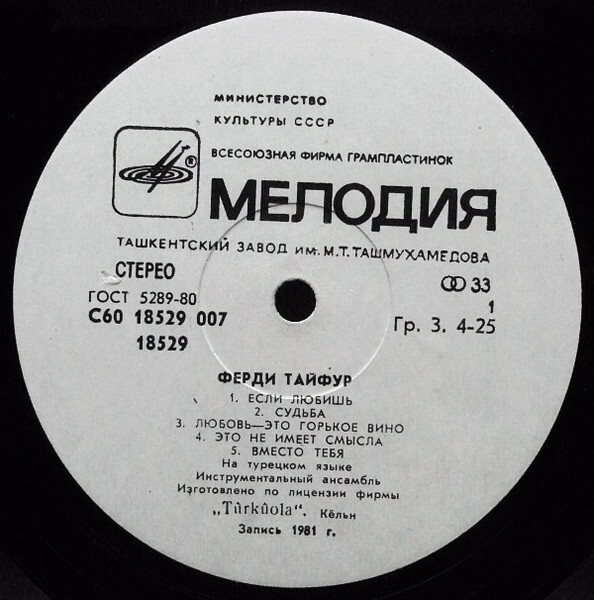 МИНИСТЕРСТВО
КУЛЬТУРЫ СССР
ВСЕСОЮЗНАЯ ФИРМА ГРАМПЛАСТИНОК
®
МЕЛОДИЯ
ТАШКЕНТСКИЙ ЗАВОД им. М.Т. ТАШМУХАМЕДОВА
СТЕРЕО
33
ГОСТ 5289-80
1
С60 18529 007
Гр. 3. 4-25
18529
ФЕРДИ ТАЙФУР
1. ЕСЛИ ЛЮБИШЬ
2. СУДЬБА
3. ЛЮБОВЬ—ЭТО ГОРЬКОЕ ВИНО
4. ЭТО НЕ ИМЕЕТ СМЫСЛА
5. ВМЕСТО ТЕБЯ
На турецком языке
Инструментальный ансамбль
Изготовлено по лицензии фирмы
„Tûrkûola“. Кёльн
Запись 1981 г.